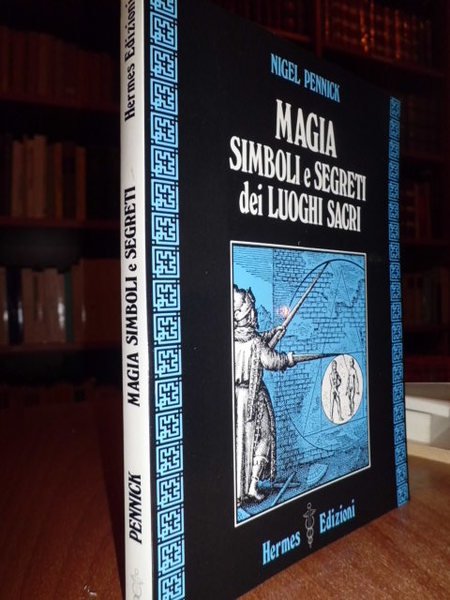 NIGEL PENNICK
MAGIA
SIMBOLI e SEGRETI
dei LUOGHI SACRI
Hermes Edizioni
PENNICK
MAGIA SIMBOLI e SEGRETI
Hermes Edizioni